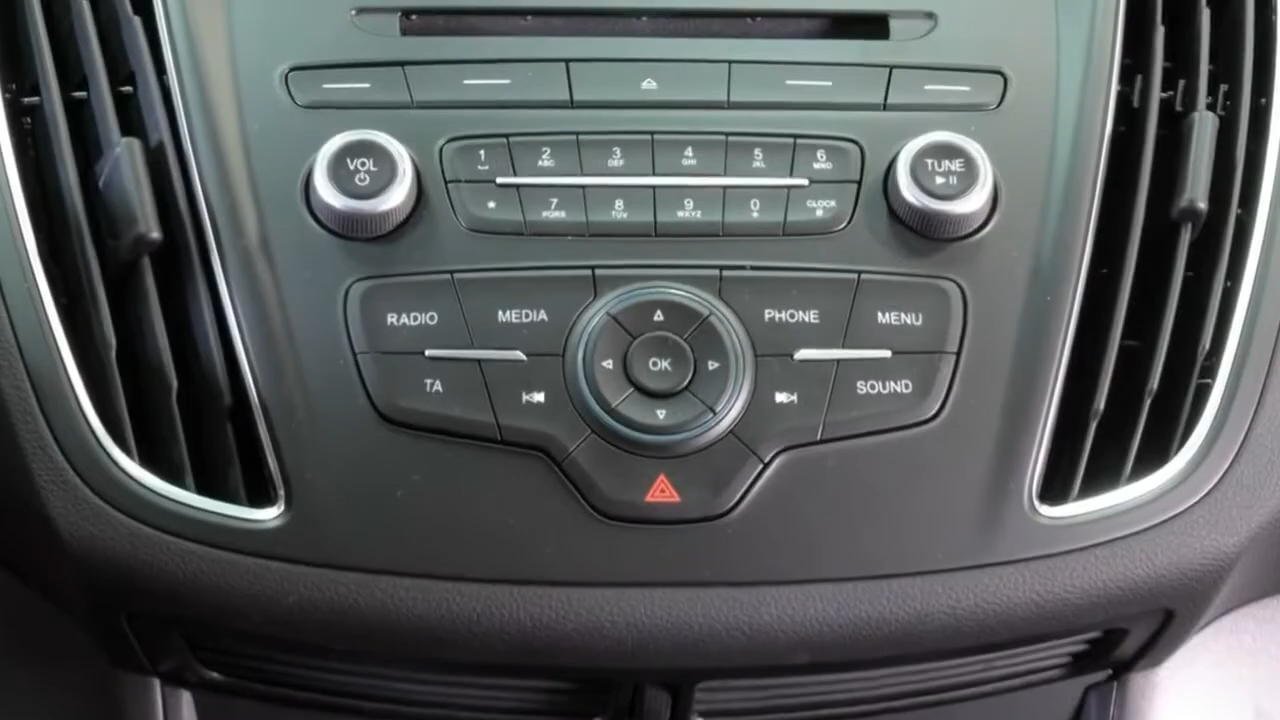 VOL
1
2 ABC
3 DEF
4 GHI
5 JKL
6 MNO
TUNE
*
7 PQRS
8 TUV
9 WXYZ
0 +
CLOCK
RADIO
MEDIA
PHONE
MENU
OK
TA
SOUND